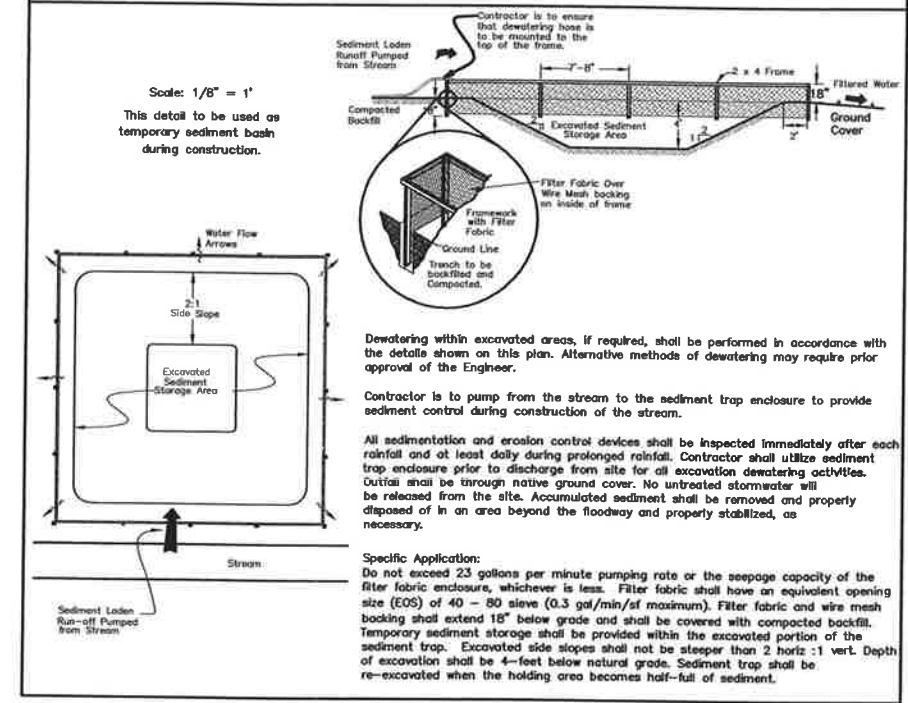 Contractor is to ensure
that dewatering hose is
to be mounted to the
top of the frame.
Sediment Laden
Runoff Pumped
from Stream
7'-8"
2 x 4 Frame
Filtered Water
18"
Ground
Cover
Scale: 1/8" = 1'
This detail to be used as
temporary sediment basin
during construction.
Compacted
Backfill
2
Excavated Sediment
Storage Area
4'
2
1
2'
Filter Fabric Over
Wire Mesh backing
on inside of frame
Framework
with Filter
Fabric
Ground Line
Trench to be
backfilled and
Compacted.
Water Flow
Arrows
2:1
Side Slope
Excavated
Sediment
Storage Area
Stream
Sediment Laden
Run-off Pumped
from Stream
Dewatering within excavated areas, if required, shall be performed in accordance with
the details shown on this plan. Alternative methods of dewatering may require prior
approval of the Engineer.
Contractor is to pump from the stream to the sediment trap enclosure to provide
sediment control during construction of the stream.
All sedimentation and erosion control devices shall be inspected immediately after each
rainfall and at least daily during prolonged rainfall. Contractor shall utilize sediment
trap enclosure prior to discharge from site for all excavation dewatering activities.
Outfall shall be through native ground cover. No untreated stormwater will
be released from the site. Accumulated sediment shall be removed and properly
disposed of in an area beyond the floodway and properly stabilized, as
necessary.
Specific Application:
Do not exceed 23 gallons per minute pumping rate or the seepage capacity of the
filter fabric enclosure, whichever is less. Filter fabric shall have an equivalent opening
size (EOS) of 40 - 80 sieve (0.3 gal/min/sf maximum). Filter fabric and wire mesh
backing shall extend 18" below grade and shall be covered with compacted backfill.
Temporary sediment storage shall be provided within the excavated portion of the
sediment trap. Excavated side slopes shall not be steeper than 2 horiz :1 vert. Depth
of excavation shall be 4-feet below natural grade. Sediment trap shall be
re-excavated when the holding area becomes half-full of sediment.